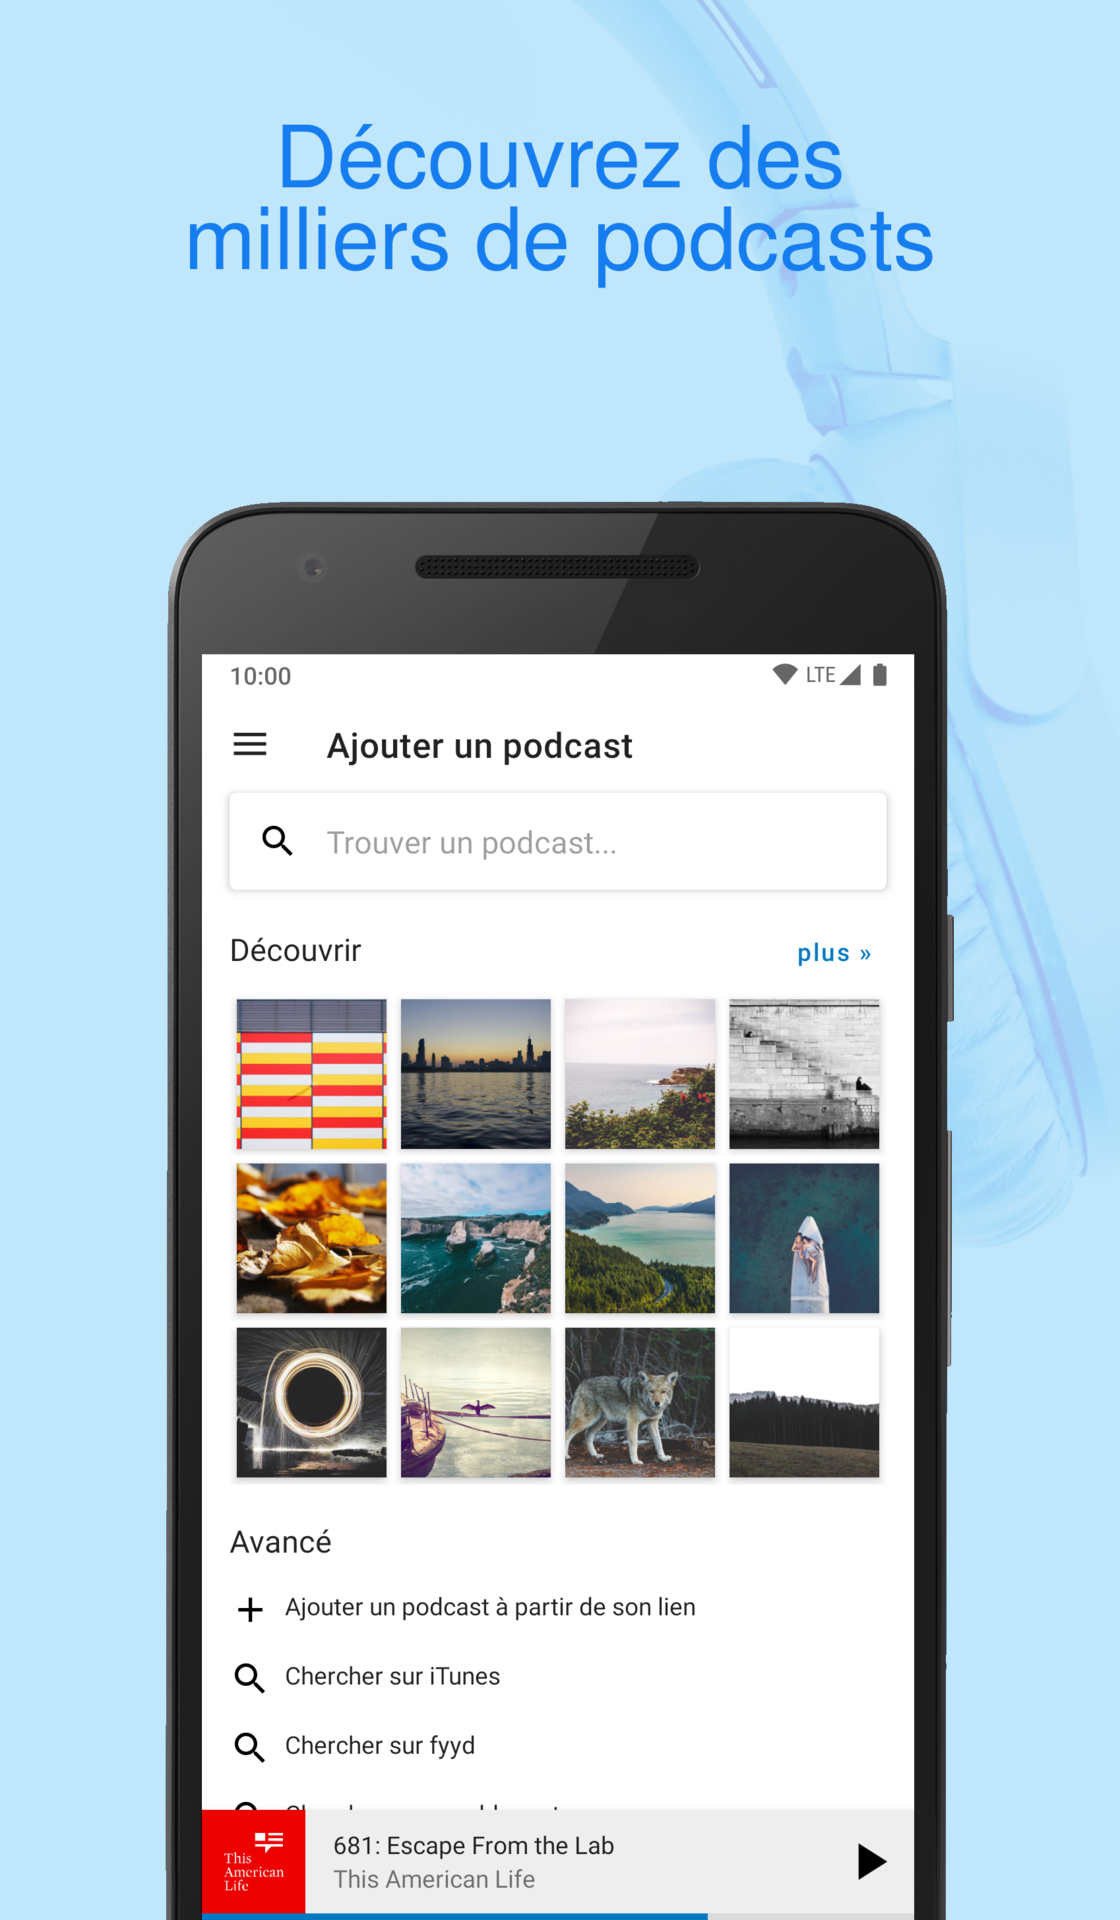 Découvrez des
milliers de podcasts
10:00
LTE
Ajouter un podcast
Trouver un podcast...
Découvrir
plus »
Avancé
Ajouter un podcast à partir de son lien
Chercher sur iTunes
Chercher sur fyyd
This
American
Life
681: Escape From the Lab
This American Life